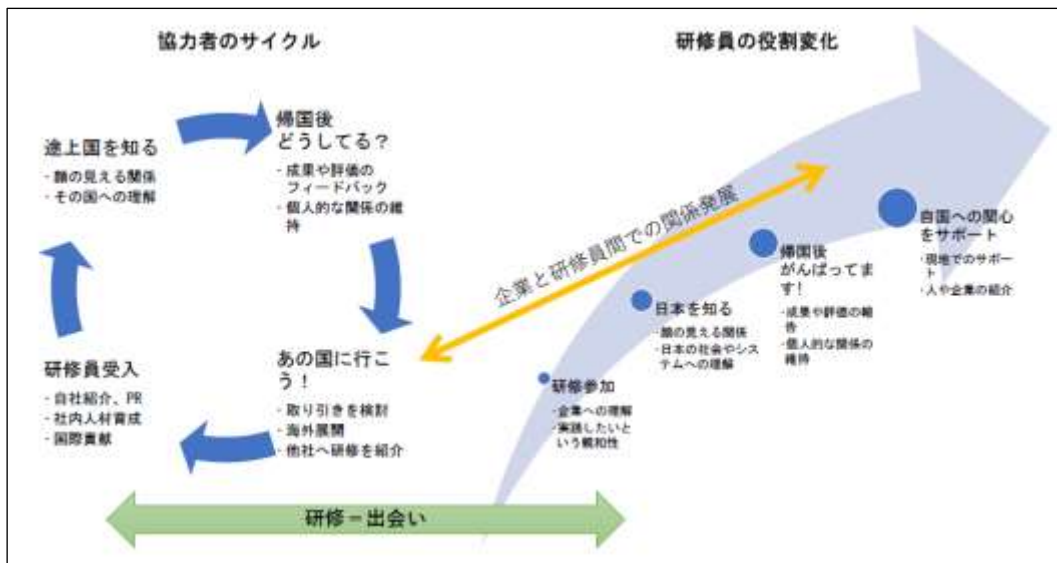 協力者のサイクル
途上国を知る
・顔の見える関係
・その国への理解
帰国後
どうしてる？
・成果や評価の
フィードバック
・個人的な関係の維
持
あの国に行こ
う！
・取り引きを検討
・海外展開
・他社へ研修を紹介
研修員受入
・自社紹介、PR
・社内人材育成
・国際貢献
企業と研修員間での関係発展
研修＝出会い
研修員の役割変化
研修参加
・企業への理解
・実践したいと
いう親和性
日本を知る
・顔の見える関係
・日本の社会やシス
テムへの理解
帰国後
がんばってま
す！
・成果や評価の報
告
・個人的な関係の
維持
自国への関心
をサポート
・現地でのサポー
ト
・人や企業の紹介